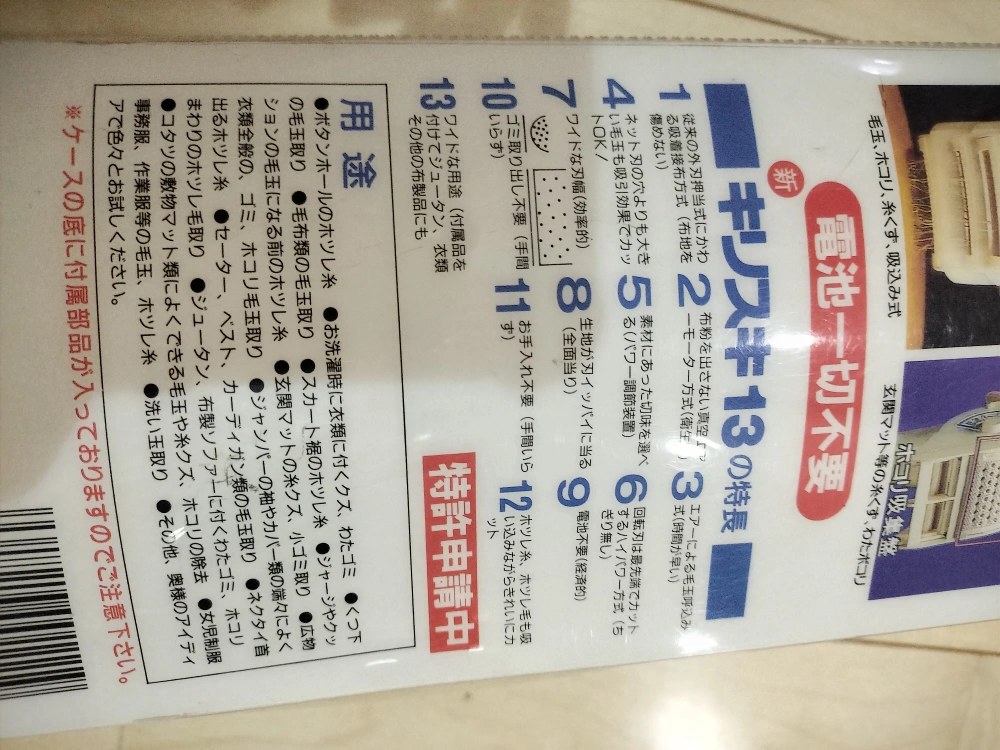 毛玉、ホコリ、糸くず、吸込み式
玄関マット等の糸くず、わたボコリ
ホコリ吸集盤
電池一切不要
新
キリスキ13の特長
1 従来の外刃押当式にかわ
る吸着接布方式（布地を
傷めない）
2 布粉を出さない真空
一モーター方式（衛生）
3 エアーによる毛玉呼込み
式（時間が早い）
4 ネット刃の穴よりも大き
い毛玉も吸引効果でカッ
トOK！
5 素材にあった切味を選べ
る（パワー調節装置）
6 回転刃は最先端でカット
するハイパワー方式（ち
ぎり無し）
7 ワイドな刃幅（効率的）
8 生地が刃イッパイに当る
（全面当り）
9 電池不要（経済的）
10 ゴミ取り出し不要（手間
いらず）
11 お手入れ不要（手間いら
ず）
12 ホツレ糸、ホツレ毛も吸
い込みながらきれいにカ
ット
13 ワイドな用途（付属品を
付けてジュータン、衣類
その他の布製品にも
特許申請中
用途
●ボタンホールのホツレ糸 ●お洗濯時に衣類に付くクズ、わたゴミ ●くつ下
の毛玉取り ●毛布類の毛玉取り ●スカート裾のホツレ糸 ●ジャージやクッ
ションの毛玉になる前のホツレ糸 ●玄関マットの糸クズ、小ゴミ取り ●広物
衣類全般の、ゴミ、ホコリ毛玉取り ●ジャンパーの袖やカバー類の端々によく
出るホツレ糸 ●セーター、ベスト、カーディガン類の毛玉取り ●ネクタイ首
まわりのホツレ毛取り ●ジュータン、布製ソファーに付くわたゴミ、ホコリ
●コタツの敷物マット類によくできる毛玉や糸クズ、ホコリの除去 ●女児制服
事務服、作業服等の毛玉、ホツレ糸 ●洗い玉取り ●その他、奥様のアイディ
アで色々とお試しください。
※ケースの底に付属部品が入っておりますのでご注意下さい。